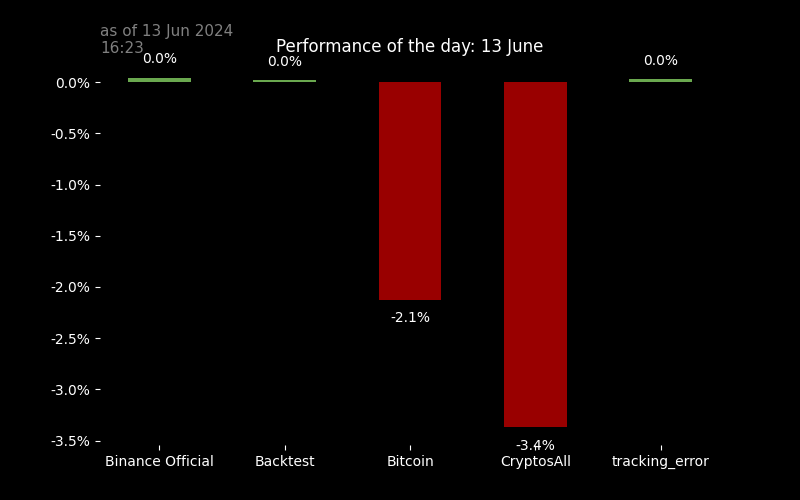 as of 13 Jun 2024
16:23
Performance of the day: 13 June
0.0%
0.0%
0.0%
0.0%
-0.5%
-1.0%
-1.5%
-2.0%
-2.5%
-3.0%
-3.5%
-2.1%
-3.4%
Binance Official
Backtest
Bitcoin
CryptosAll
tracking_error